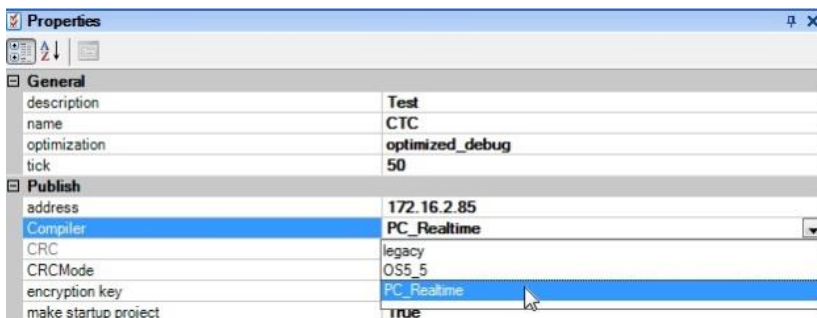 Properties
General
description Test
name CTC
optimization optimized_debug
tick 50
Publish
address 172.16.2.85
Compiler PC_Realtime
CRC legacy
CRCMode OS5_5
encryption key PC_Realtime
make startup project True